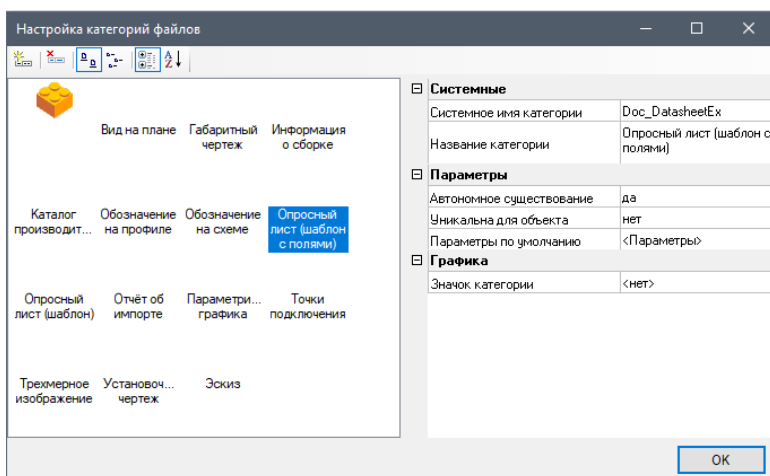 Настройка категорий файлов
Вид на плане
Габаритный
чертеж
Информация
о сборке
Каталог
производит...
Обозначение
на профиле
Обозначение
на схеме
Опросный
лист (шаблон
с полями)
Опросный
лист (шаблон)
Отчёт об
импорте
Параметри...
графика
Точки
подключения
Трехмерное
изображение
Установоч...
чертеж
Эскиз
Системные
Системное имя категории Doc_DatasheetEx
Название категории Опросный лист (шаблон с
полями)
Параметры
Автономное существование да
Уникальна для объекта нет
Параметры по умолчанию <Параметры>
Графика
Значок категории <нет>
OK